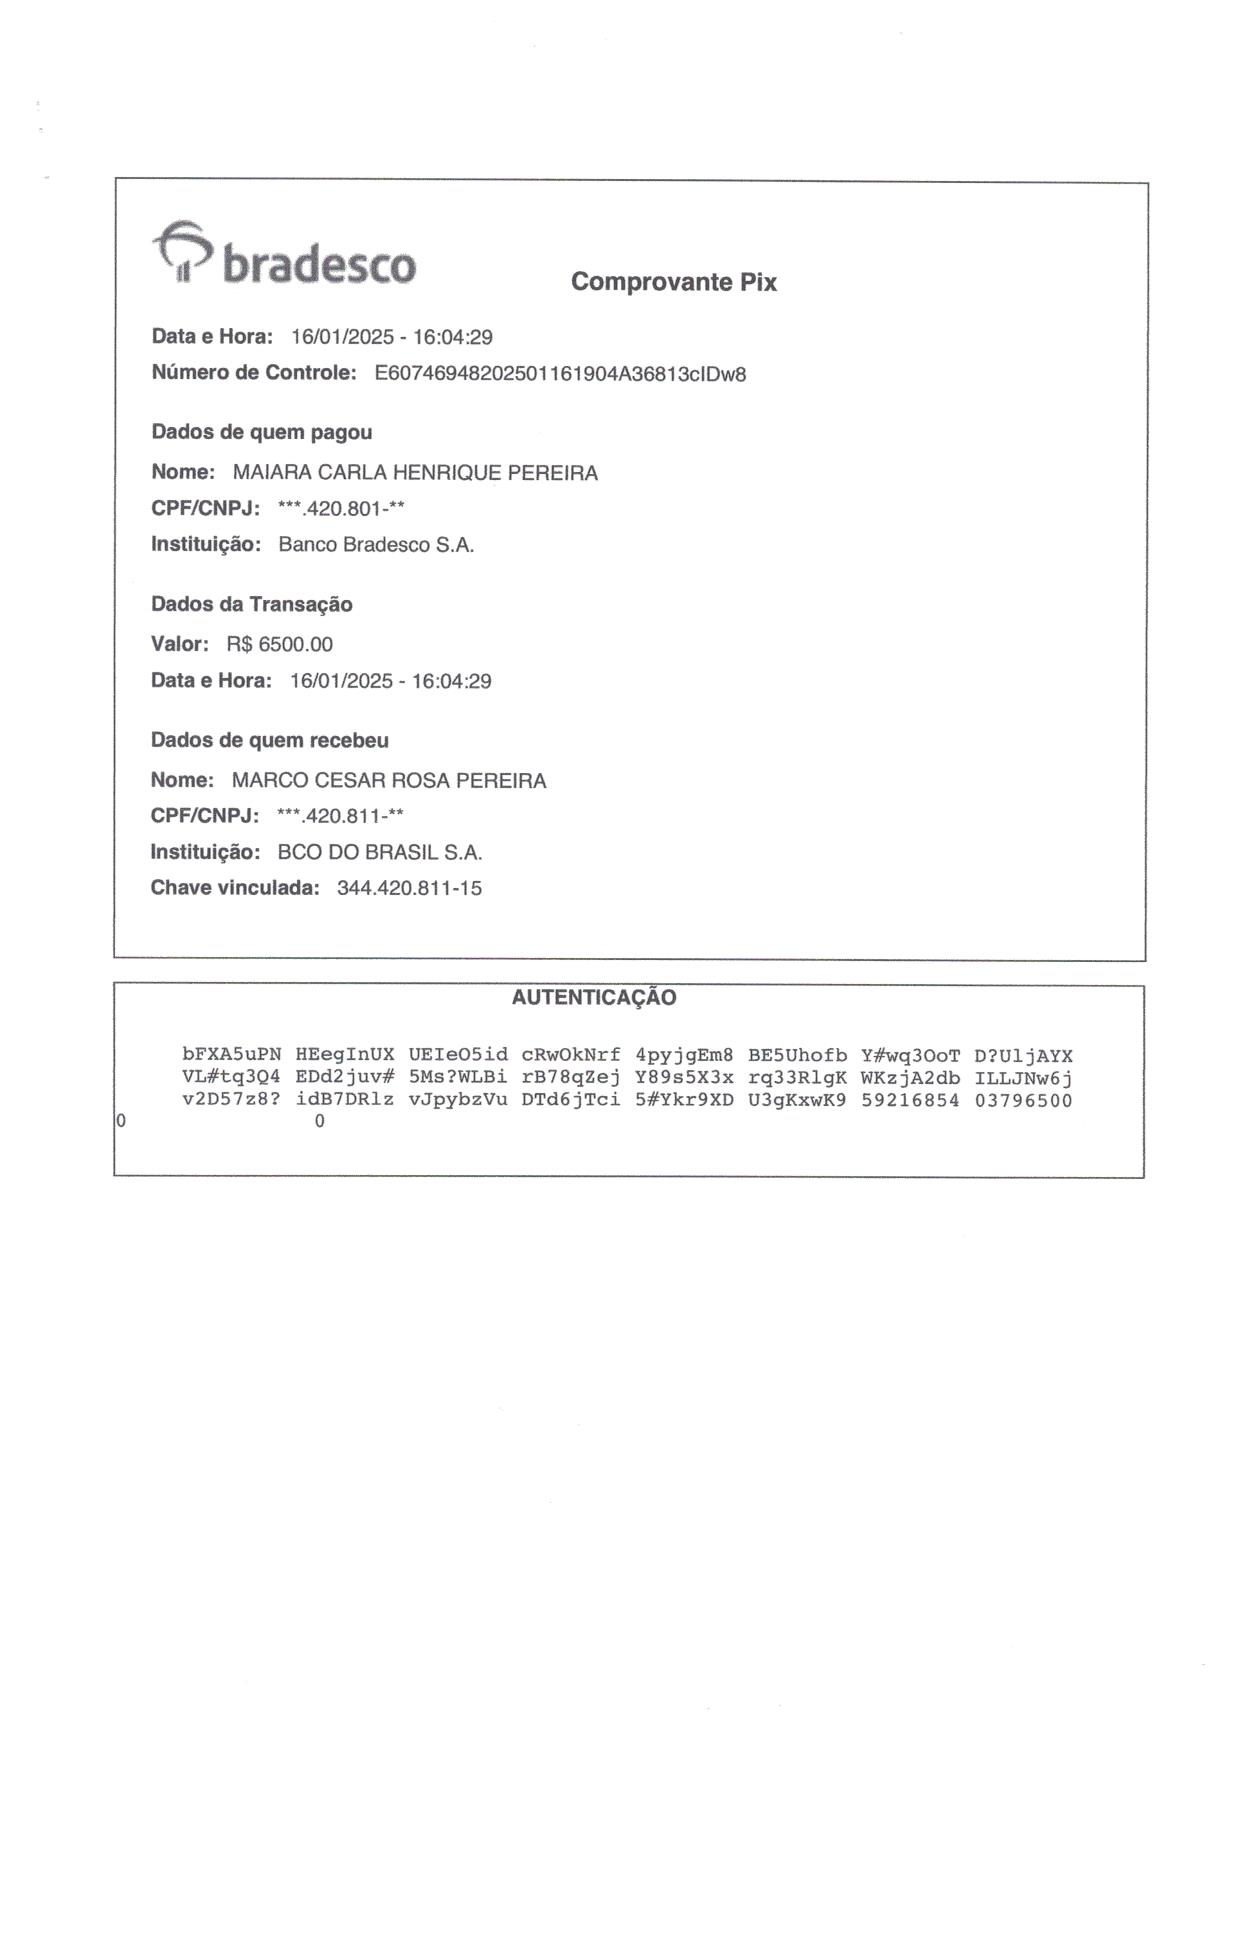 bradesco
Comprovante Pix
Data e Hora: 16/01/2025 - 16:04:29
Número de Controle: E60746948202501161904A36813cIDw8
Dados de quem pagou
Nome: MAIARA CARLA HENRIQUE PEREIRA
CPF/CNPJ: ***.420.801-**
Instituição: Banco Bradesco S.A.
Dados da Transação
Valor: R$ 6500.00
Data e Hora: 16/01/2025 - 16:04:29
Dados de quem recebeu
Nome: MARCO CESAR ROSA PEREIRA
CPF/CNPJ: ***.420.811-**
Instituição: BCO DO BRASIL S.A.
Chave vinculada: 344.420.811-15
AUTENTICAÇÃO
bFXA5uPN HEegInUX UEIeO5id cRwOkNrf 4pyjgEm8 BE5Uhofb Y#wq3OoT D?UljAYX
VL#tq3Q4 EDd2juv# 5Ms?WLBi rB78qZej Y89s5X3x rq33RlgK WKzjA2db ILLJNw6j
v2D57z8? idB7DRlz vJpybzVu DTd6jTci 5#Ykr9XD U3gKxwK9 59216854 03796500
0 0